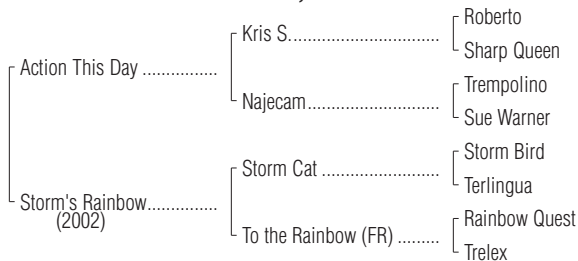 Roberto
Kris S.
Sharp Queen
Action This Day
Trempolino
Najecam
Sue Warner
Storm Bird
Storm Cat
Terlingua
Storm's Rainbow
(2002)
Rainbow Quest
To the Rainbow (FR)
Trelex